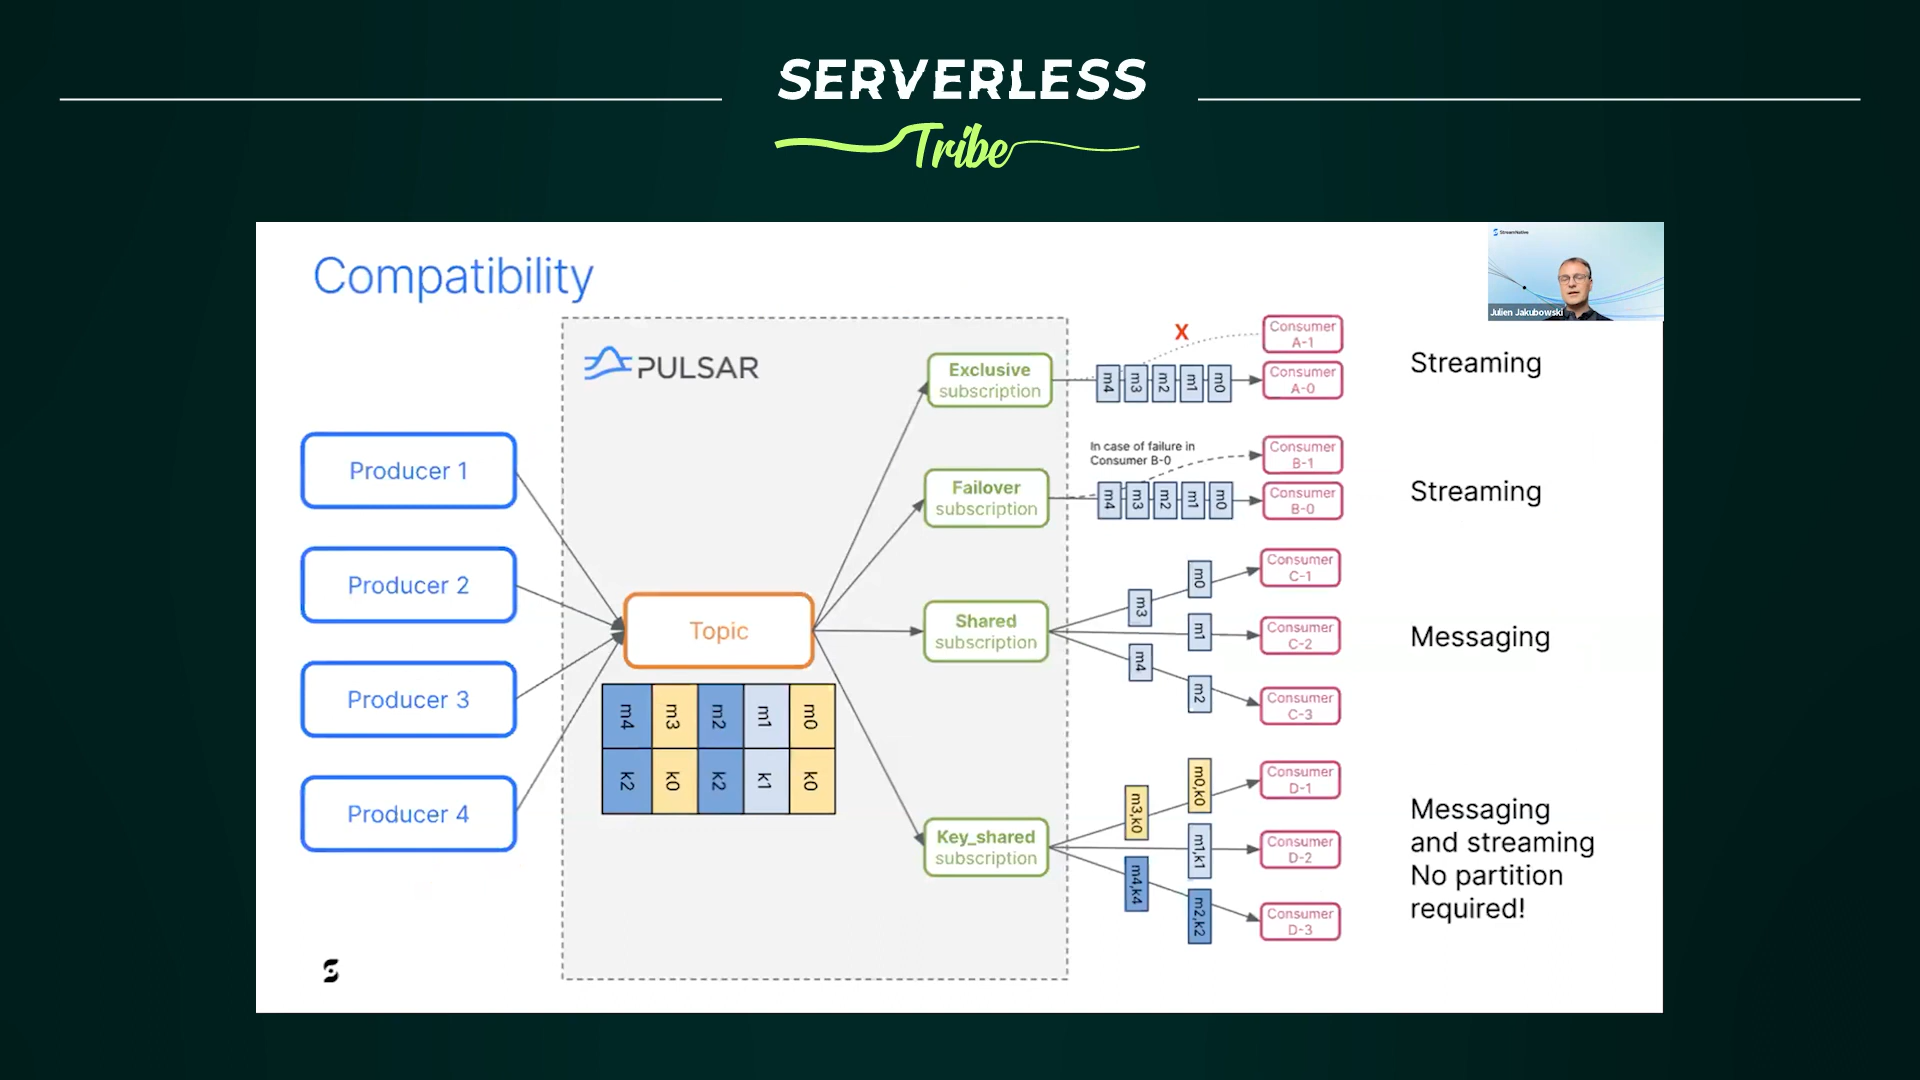 SERVERLESS
Tribe
Compatibility
StreamNative
Julien Jakubowski
PULSAR
Producer 1
Producer 2
Producer 3
Producer 4
Topic
m4 m3 m2 m1 m0
k2 k0 k2 k1 k0
Exclusive
subscription
X
m4 m3 m2 m1 m0
Consumer
A-1
Consumer
A-0
Streaming
Failover
subscription
In case of failure in
Consumer B-0
m4 m3 m2 m1 m0
Consumer
B-1
Consumer
B-0
Streaming
Shared
subscription
m3
m0
m1
m4
m2
Consumer
C-1
Consumer
C-2
Consumer
C-3
Messaging
Key_shared
subscription
m3,k0
m0,k0
m1,k1
m4,k4
m2,k2
Consumer
D-1
Consumer
D-2
Consumer
D-3
Messaging
and streaming
No partition
required!